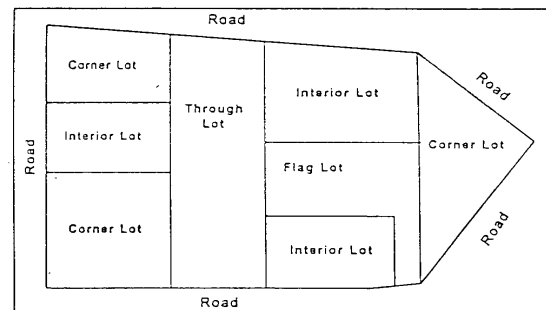 Road
Corner Lot
Through
Lot
Interior Lot
Road
Interior Lot
Road
Flag Lot
Corner Lot
Corner Lot
Interior Lot
Road
Road